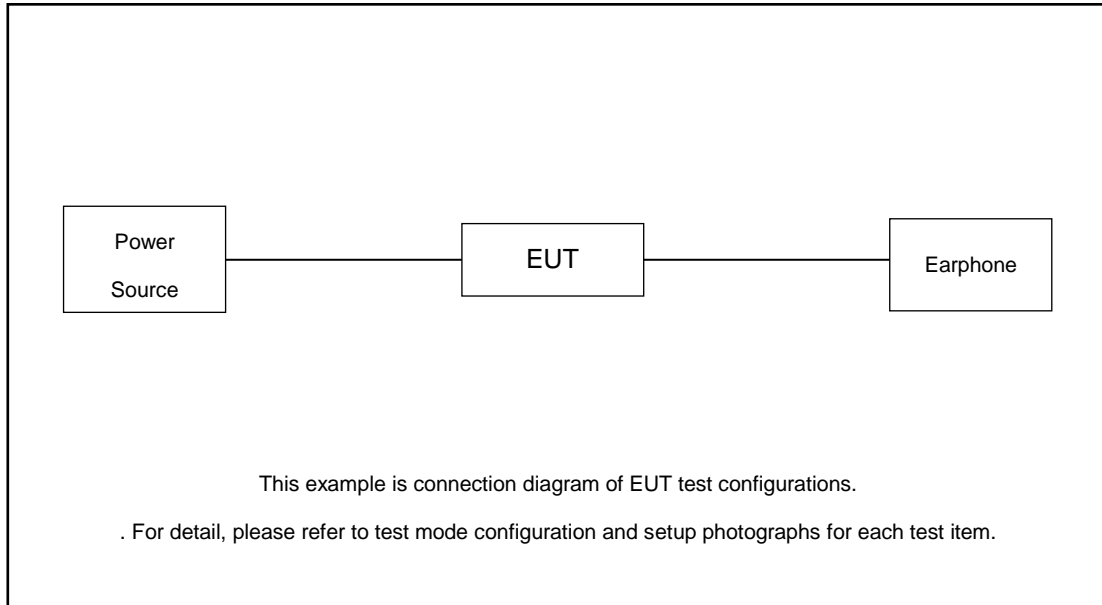 Power
Source
EUT
Earphone
This example is connection diagram of EUT test configurations.
. For detail, please refer to test mode configuration and setup photographs for each test item.